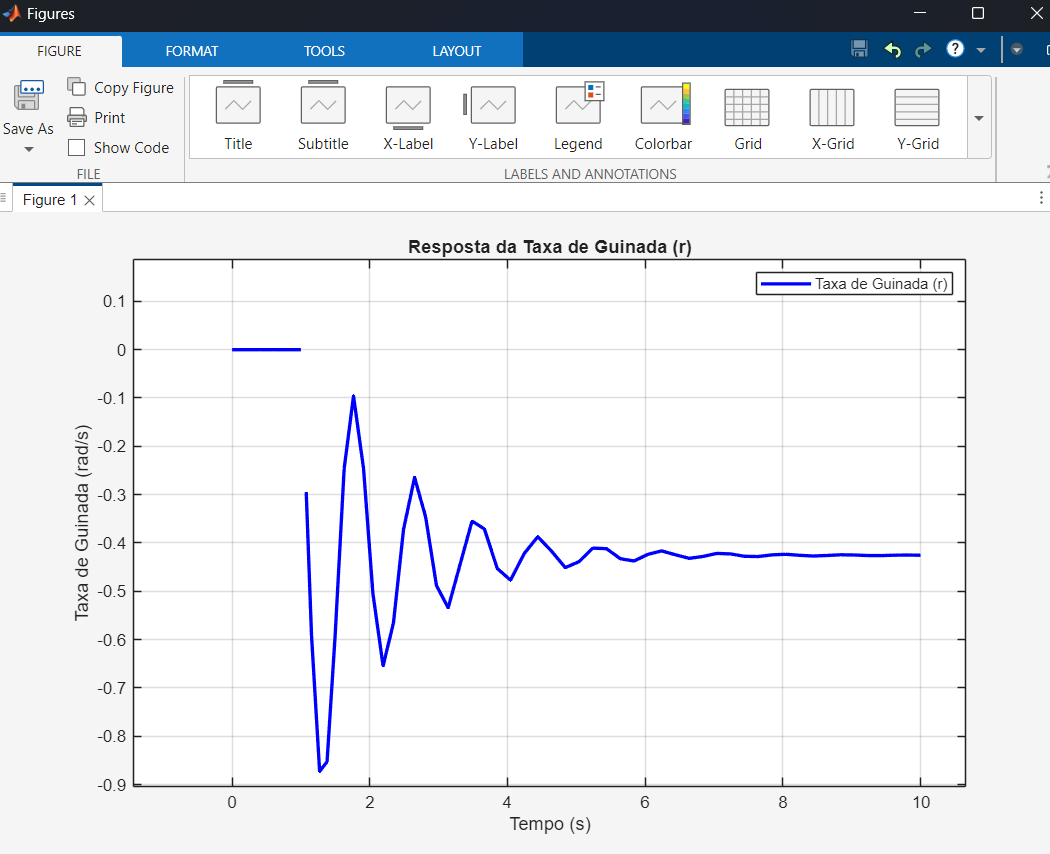 Figures
FIGURE FORMAT TOOLS LAYOUT
?
Save As
Copy Figure
Print
Show Code
FILE
Title Subtitle X-Label Y-Label Legend Colorbar Grid X-Grid Y-Grid
LABELS AND ANNOTATIONS
Figure 1
Resposta da Taxa de Guinada (r)
Taxa de Guinada (r)
Taxa de Guinada (rad/s)
0.1
0
-0.1
-0.2
-0.3
-0.4
-0.5
-0.6
-0.7
-0.8
-0.9
0 2 4 6 8 10
Tempo (s)